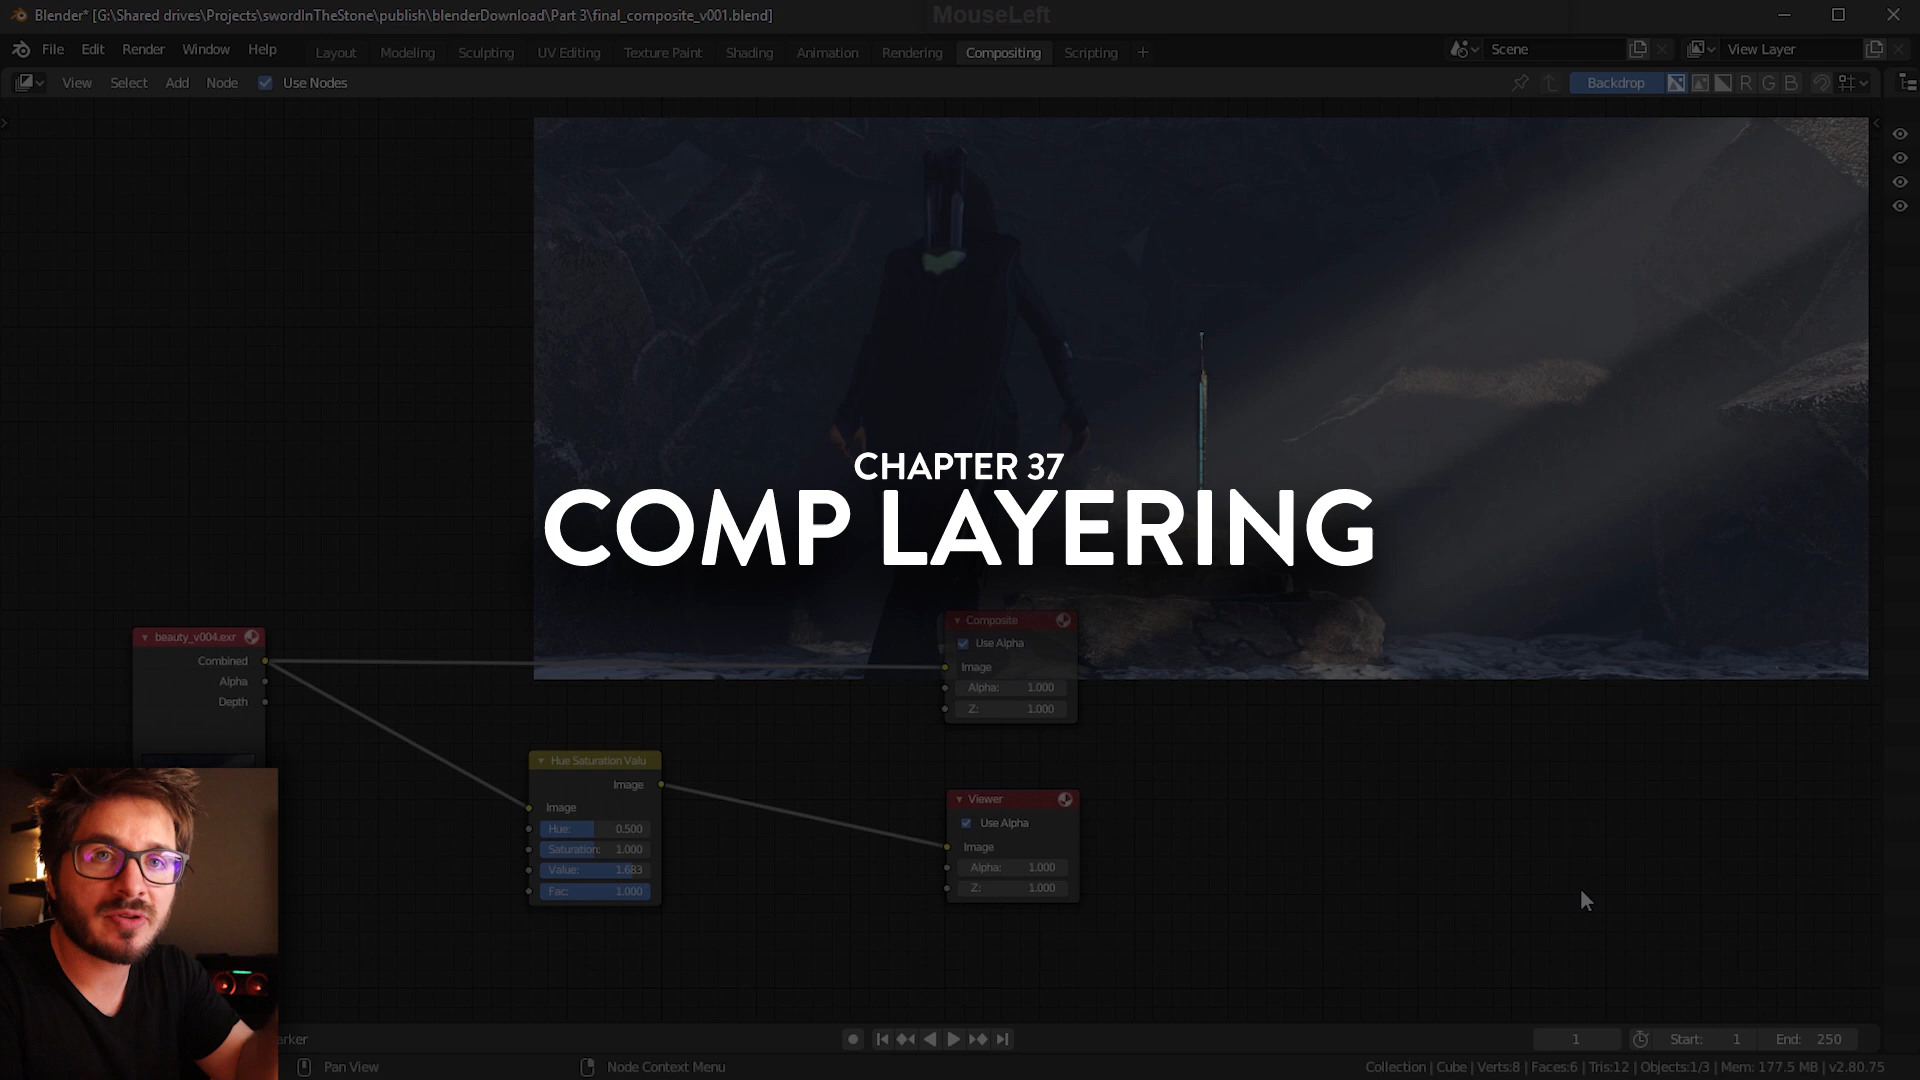 Blender* [G:\Shared drives\Projects\swordInTheStone\publish\blenderDownload\Part 3\final_composite_v001.blend]
MouseLeft
File Edit Render Window Help
Layout Modeling Sculpting UV Editing Texture Paint Shading Animation Rendering Compositing Scripting +
Scene
View Layer
View Select Add Node Use Nodes
Backdrop R G B
CHAPTER 37
COMP LAYERING
beauty_v004.exr
Combined
Alpha
Depth
Composite
Use Alpha
Image
Alpha: 1.000
Z: 1.000
Hue Saturation Valu
Image
Image
Hue: 0.500
Saturation: 1.000
Value: 1.683
Fac: 1.000
Viewer
Use Alpha
Image
Alpha: 1.000
Z: 1.000
arker
1 Start: 1 End: 250
Pan View
Node Context Menu
Collection | Cube | Verts:8 | Faces:6 | Tris:12 | Objects:1/3 | Mem: 177.5 MB | v2.80.75